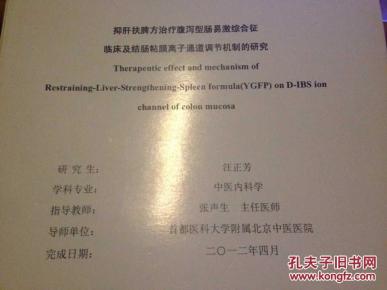 抑肝扶脾方治疗腹泻型肠易激综合征
临床及结肠粘膜离子通道调节机制的研究
Therapeutic effect and mechanism of
Restraining-Liver-Strengthening-Spleen formula(YGFP) on D-IBS ion
channel of colon mucosa
研究生： 汪正芳
学科专业： 中医内科学
指导教师： 张声生 主任医师
导师单位： 首都医科大学附属北京中医医院
完成日期： 二〇一二年四月
孔夫子旧书网